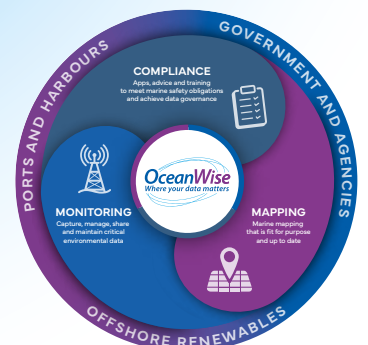 PORTS AND HARBOURS
GOVERNMENT AND AGENCIES
COMPLIANCE
Apps, advice and training
to meet marine safety obligations
and achieve data governance
OceanWise
Where your data matters
MONITORING
Capture, manage, share
and maintain critical
environmental data
MAPPING
Marine mapping
that is fit for purpose
and up to date
OFFSHORE RENEWABLES